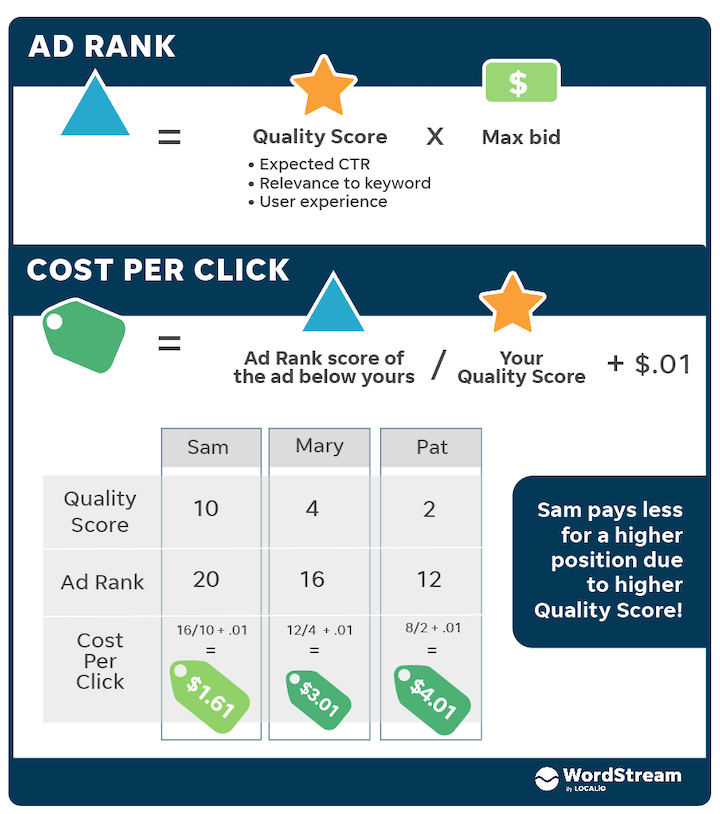 AD RANK
$
=
Quality Score
X
Max bid
• Expected CTR
• Relevance to keyword
• User experience
COST PER CLICK
=
Ad Rank score of
the ad below yours
/
Your
Quality Score
+ $.01
Sam
Mary
Pat
Quality
Score
10
4
2
Ad Rank
20
16
12
Cost
Per
Click
16/10 + .01
=
$1.61
12/4 + .01
=
$3.01
8/2 + .01
=
$4.01
Sam pays less
for a higher
position due
to higher
Quality Score!
WordStream
By LOCALiQ